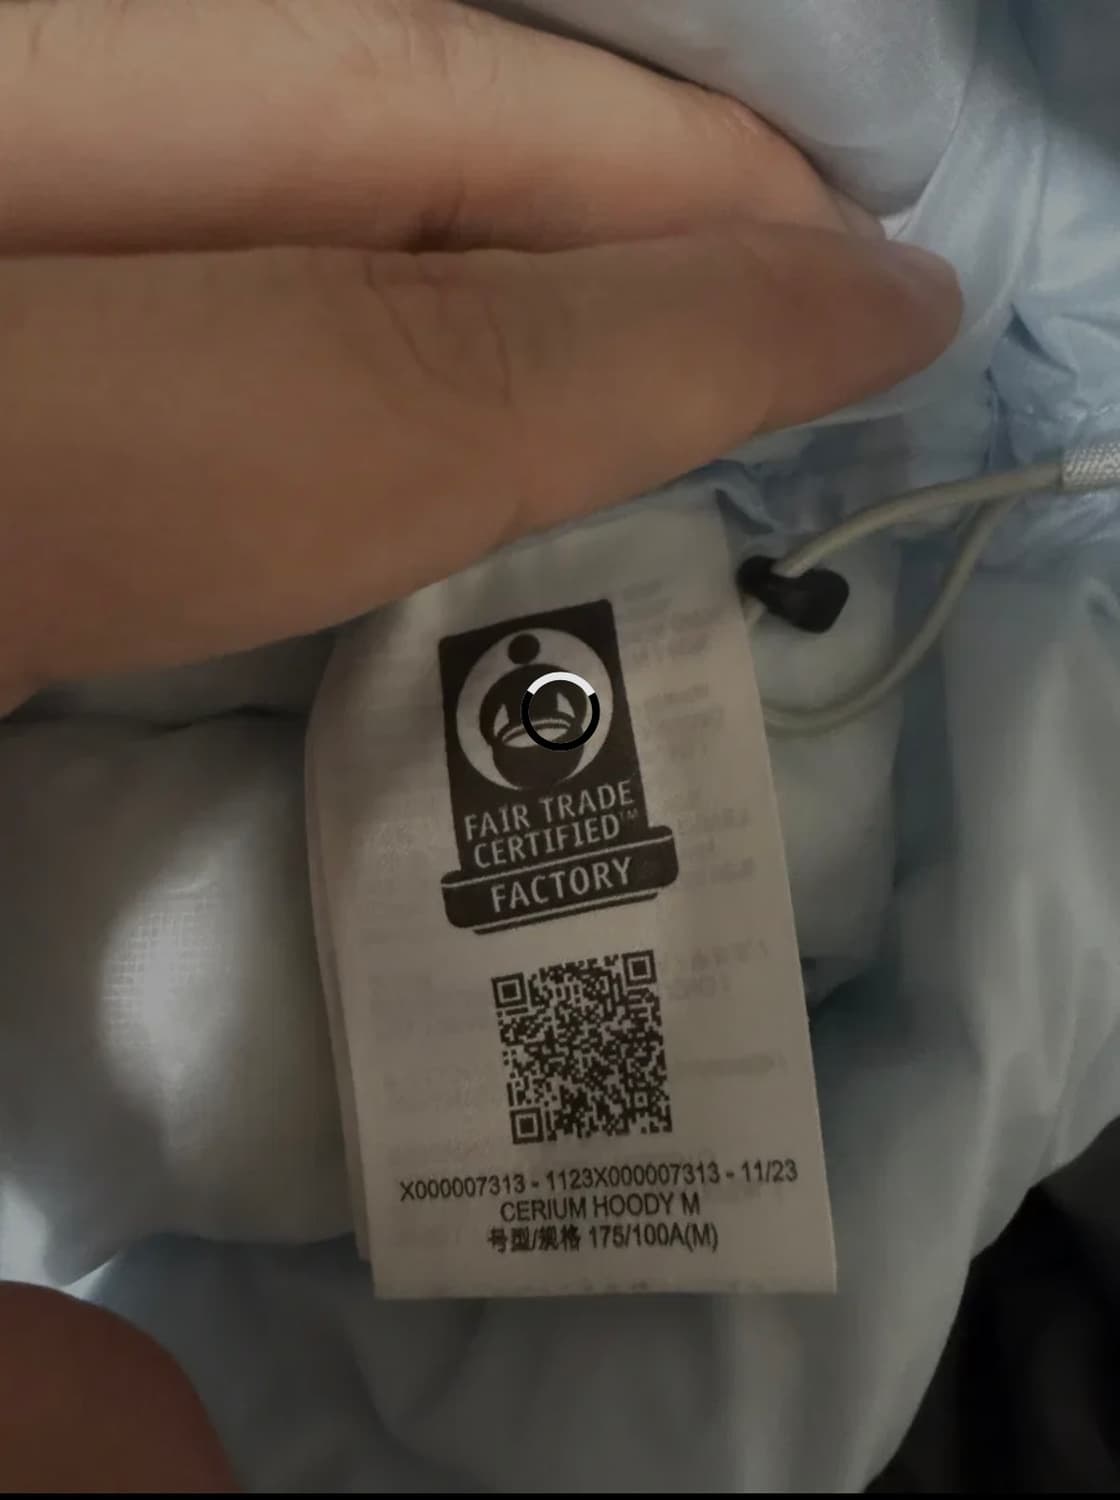 FAIR TRADE
CERTIFIED™
FACTORY
X000007313 - 1123X000007313 - 11/23
CERIUM HOODY M
号型/规格 175/100A(M)